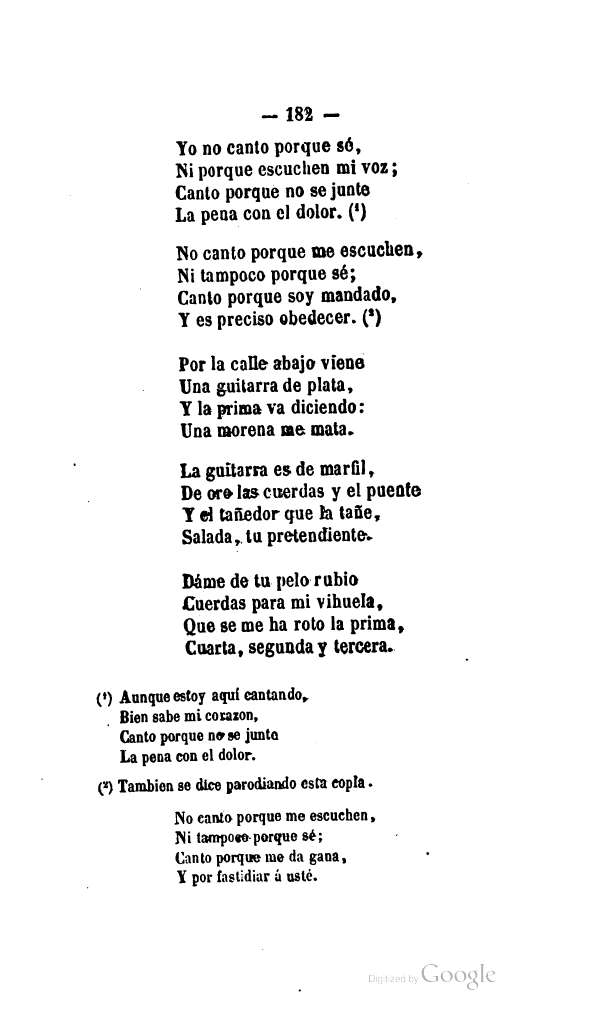 — 182 —
Yo no canto porque só,
Ni porque escuchen mi voz;
Canto porque no se junte
La pena con el dolor. (¹)
No canto porque me escuchen,
Ni tampoco porque sé;
Canto porque soy mandado,
Y es preciso obedecer. (²)
Por la calle abajo viene
Una guitarra de plata,
Y la prima va diciendo:
Una morena me mata.
La guitarra es de marfil,
De oro las cuerdas y el puente
Y el tañedor que la tañe,
Salada, tu pretendiente.
Dáme de tu pelo rubio
Cuerdas para mi vihuela,
Que se me ha roto la prima,
Cuarta, segunda y tercera.
(¹) Aunque estoy aquí cantando,
Bien sabe mi corazon,
Canto porque no se junte
La pena con el dolor.
(²) Tambien se dice parodiando esta copla.
No canto porque me escuchen,
Ni tampoco porque sé;
Canto porque me da gana,
Y por fastidiar á usté.
Digitized by Google